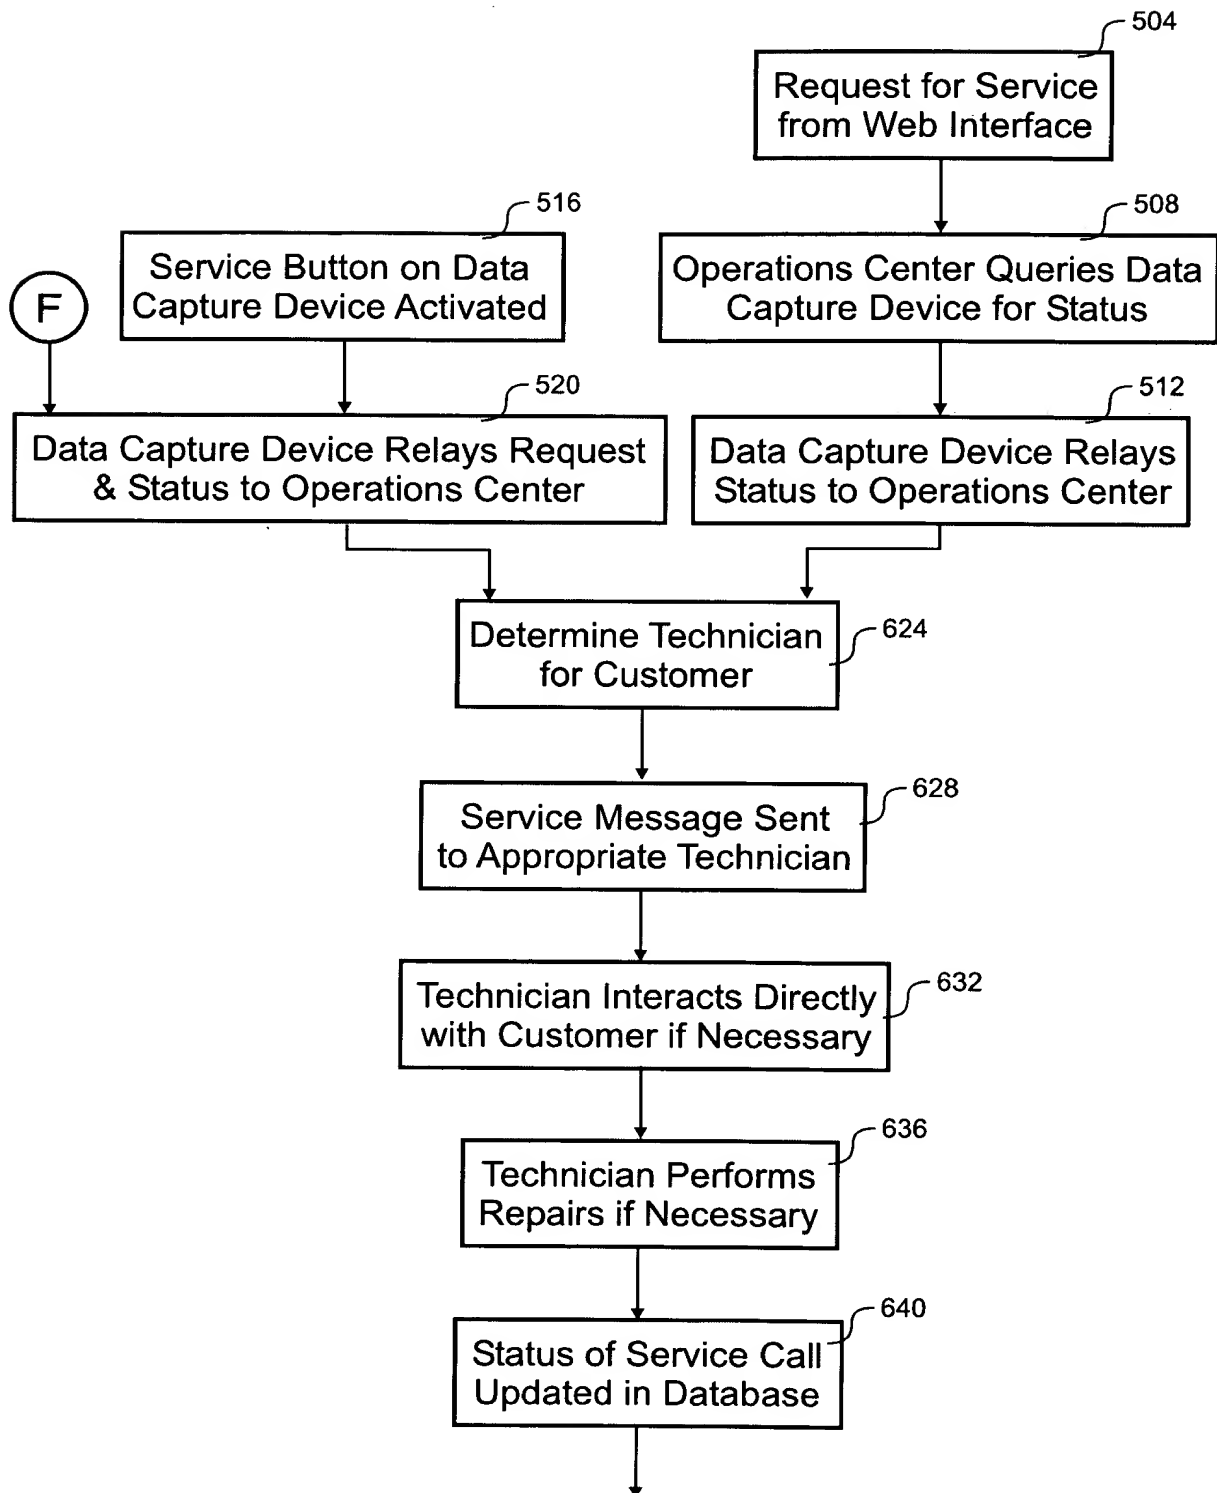 504
Request for Service
from Web Interface
516
Service Button on Data
Capture Device Activated
508
Operations Center Queries Data
Capture Device for Status
F
520
Data Capture Device Relays Request
& Status to Operations Center
512
Data Capture Device Relays
Status to Operations Center
624
Determine Technician
for Customer
628
Service Message Sent
to Appropriate Technician
632
Technician Interacts Directly
with Customer if Necessary
636
Technician Performs
Repairs if Necessary
640
Status of Service Call
Updated in Database